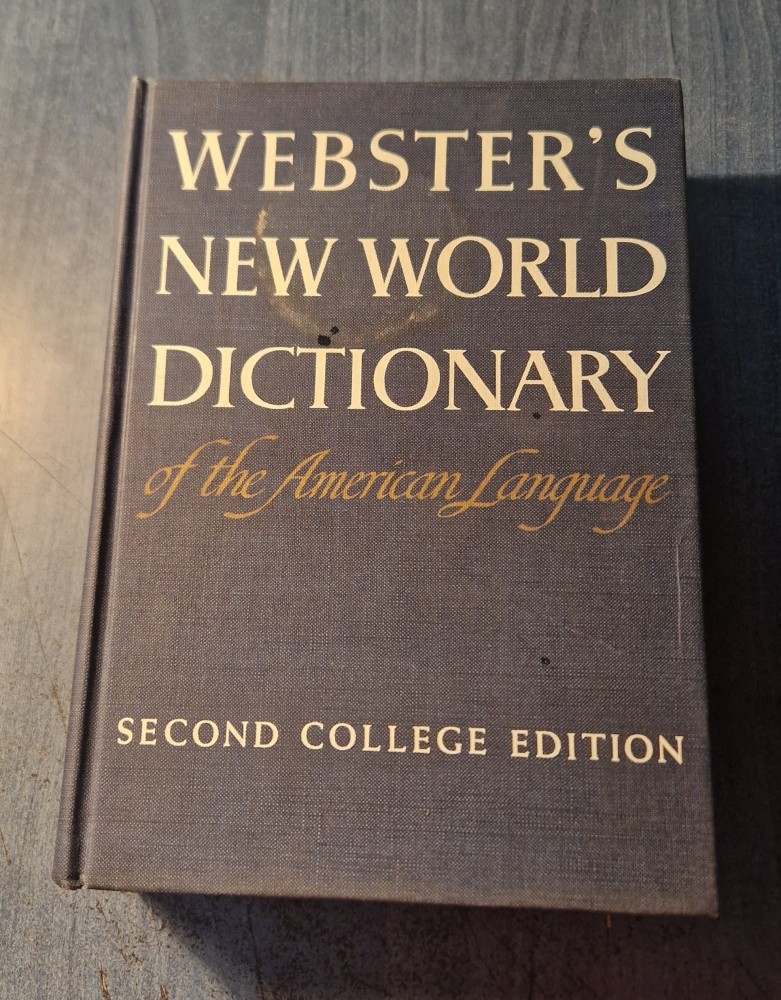 WEBSTER'S
NEW WORLD
DICTIONARY
of the American Language
SECOND COLLEGE EDITION